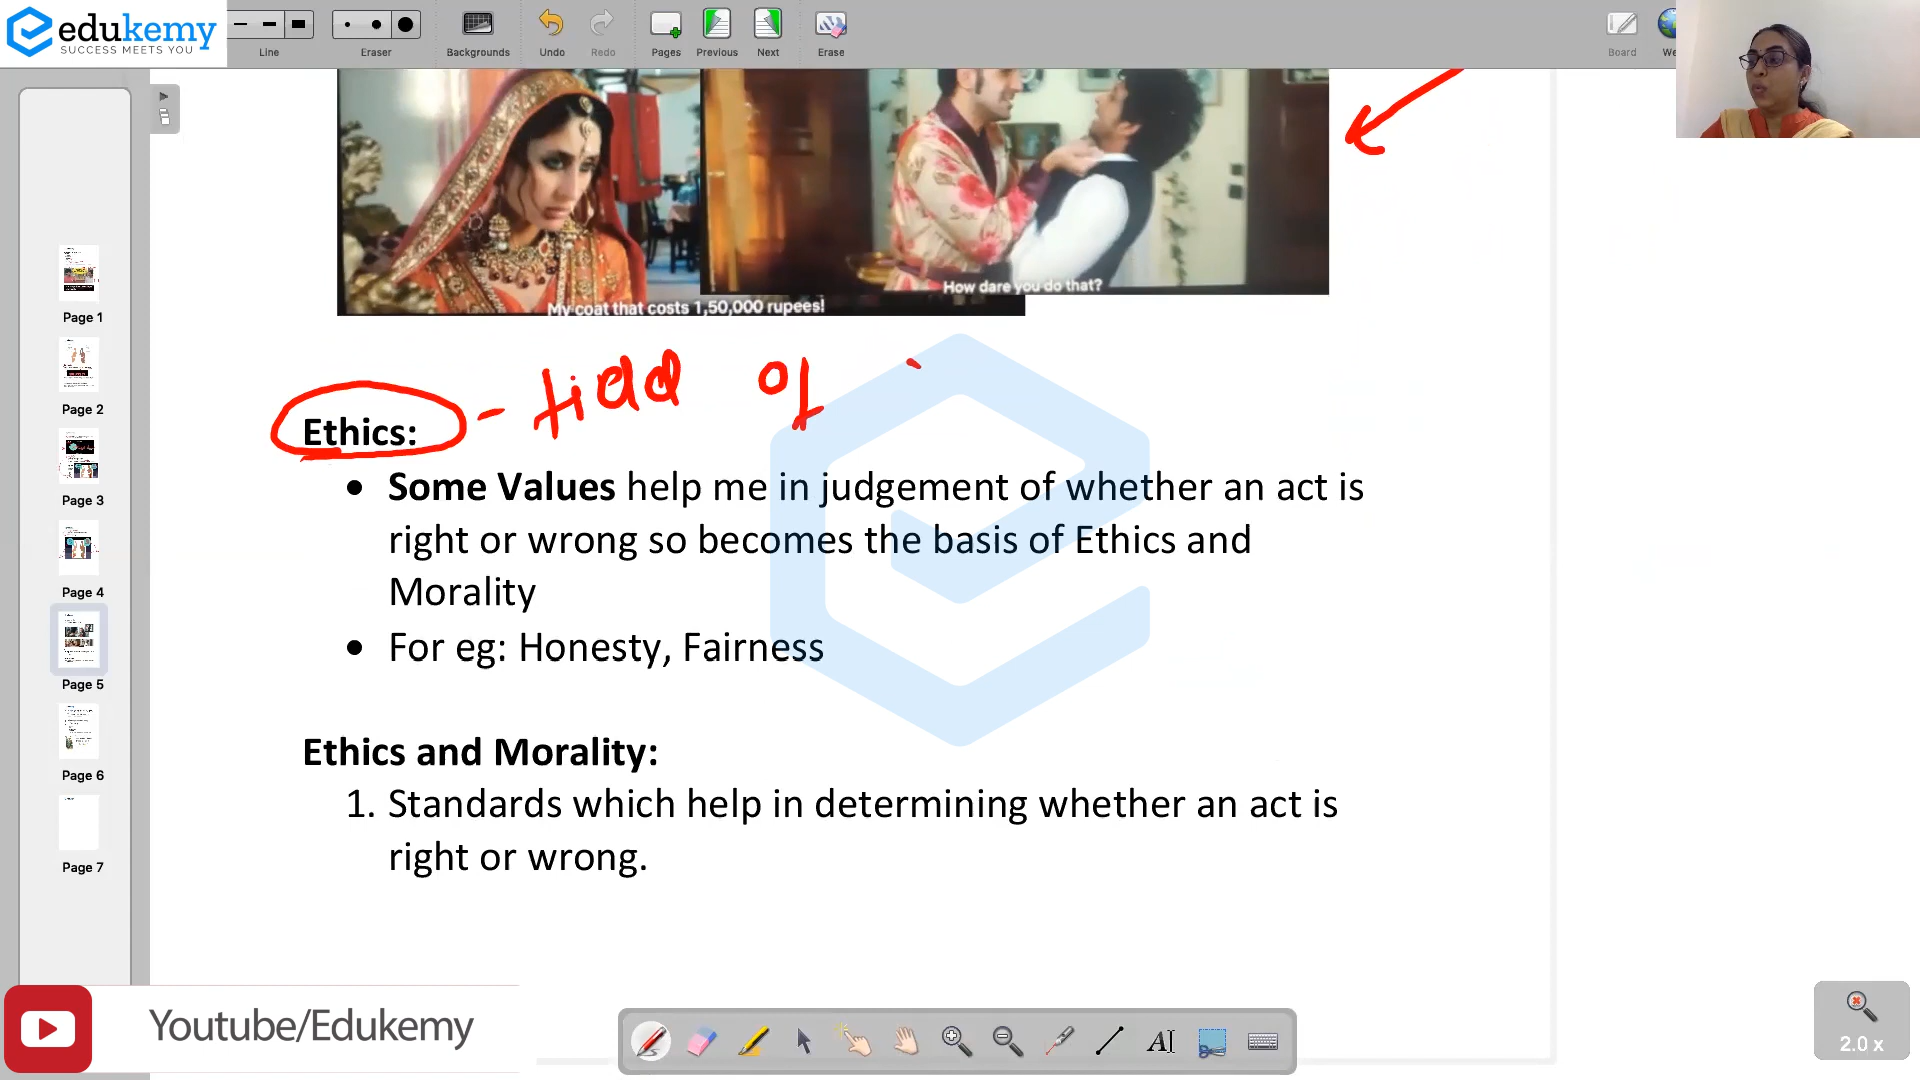 edukemy
SUCCESS MEETS YOU
Line
Eraser
Backgrounds
Undo
Redo
Pages
Previous
Next
Erase
Board
We
My coat that costs 1,50,000 rupees!
How dare you do that?
- field of
Ethics:
• Some Values help me in judgement of whether an act is
right or wrong so becomes the basis of Ethics and
Morality
• For eg: Honesty, Fairness
Ethics and Morality:
1. Standards which help in determining whether an act is
right or wrong.
Page 1
Page 2
Page 3
Page 4
Page 5
Page 6
Page 7
Youtube/Edukemy
AI
2.0 x